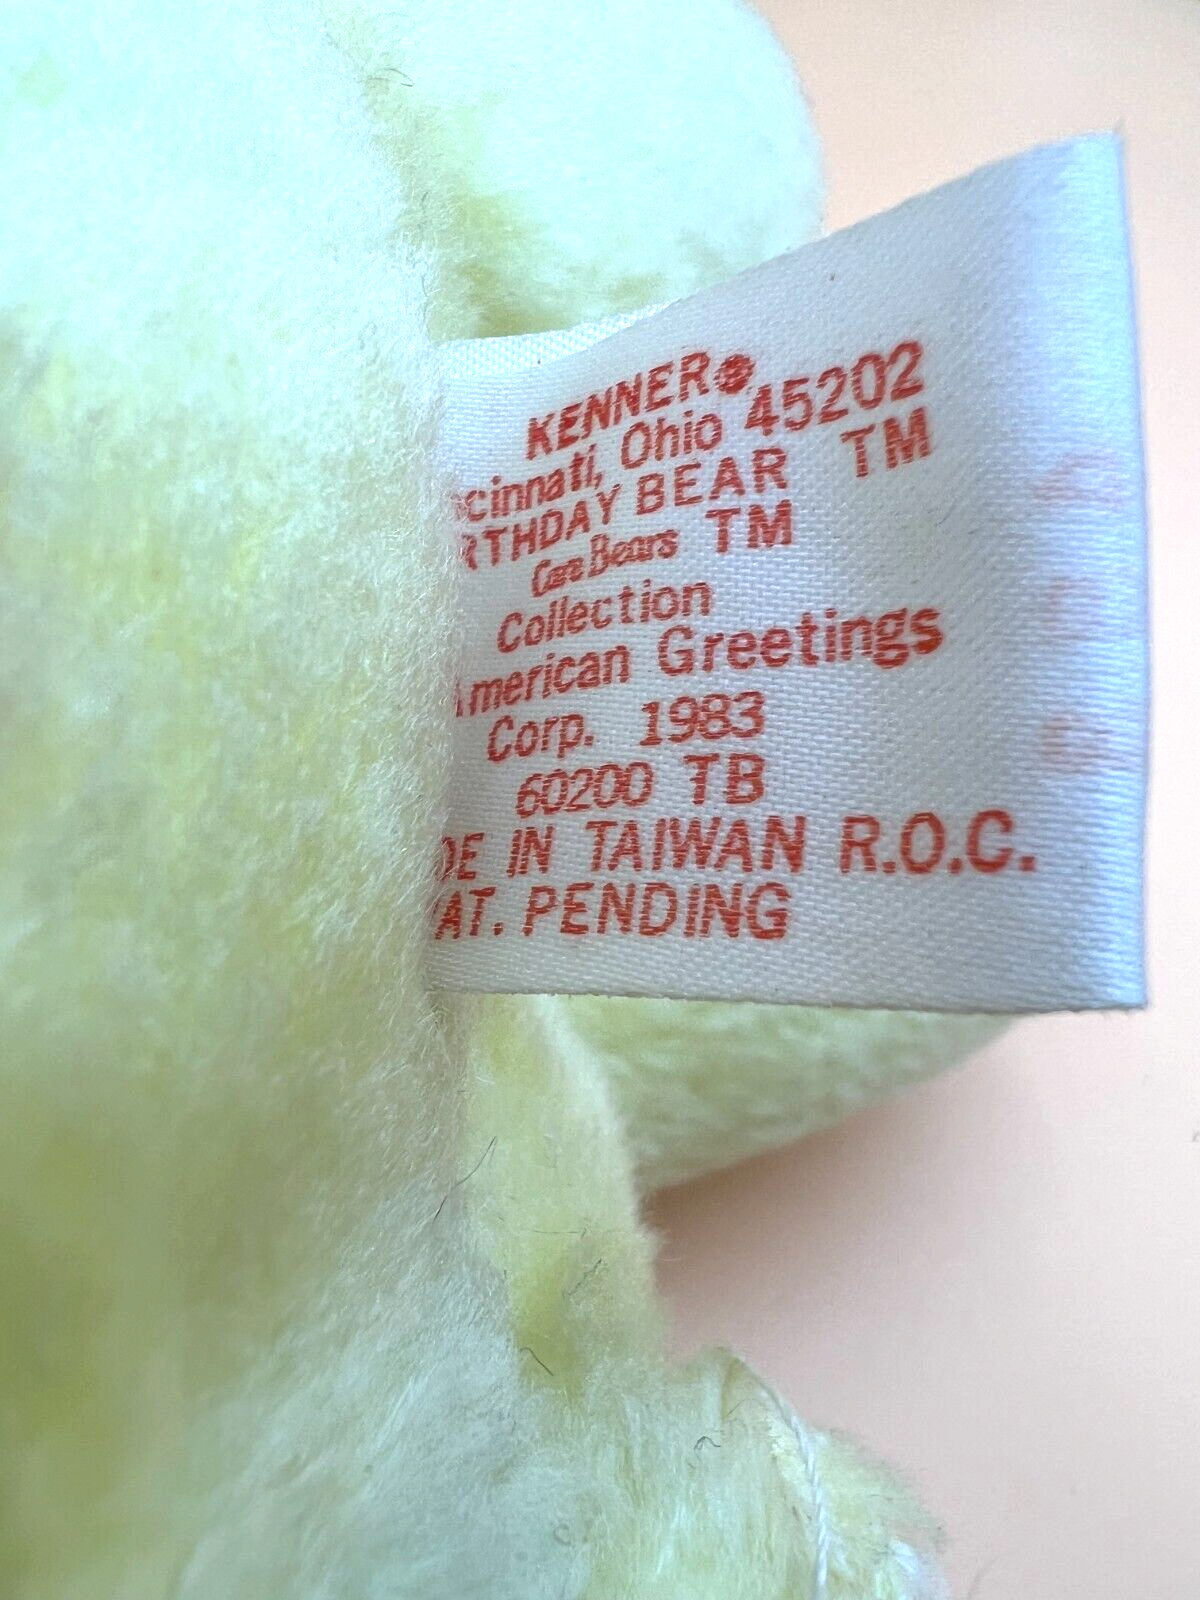 KENNER®
cinnati, Ohio 45202
RTHDAY BEAR TM
Care Bears TM
Collection
American Greetings
Corp. 1983
60200 TB
DE IN TAIWAN R.O.C.
AT. PENDING